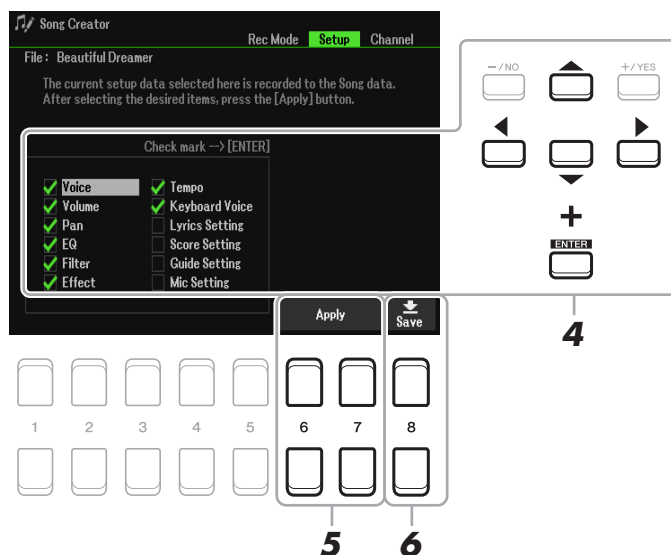 Song Creator
Rec Mode Setup Channel
File : Beautiful Dreamer
The current setup data selected here is recorded to the Song data.
After selecting the desired items, press the [Apply] button.
Check mark --> [ENTER]
Voice Tempo
Volume Keyboard Voice
Pan Lyrics Setting
EQ Score Setting
Filter Guide Setting
Effect Mic Setting
Apply Save
–/NO +/YES
+
ENTER
4
1 2 3 4 5 6 7 8
5 6